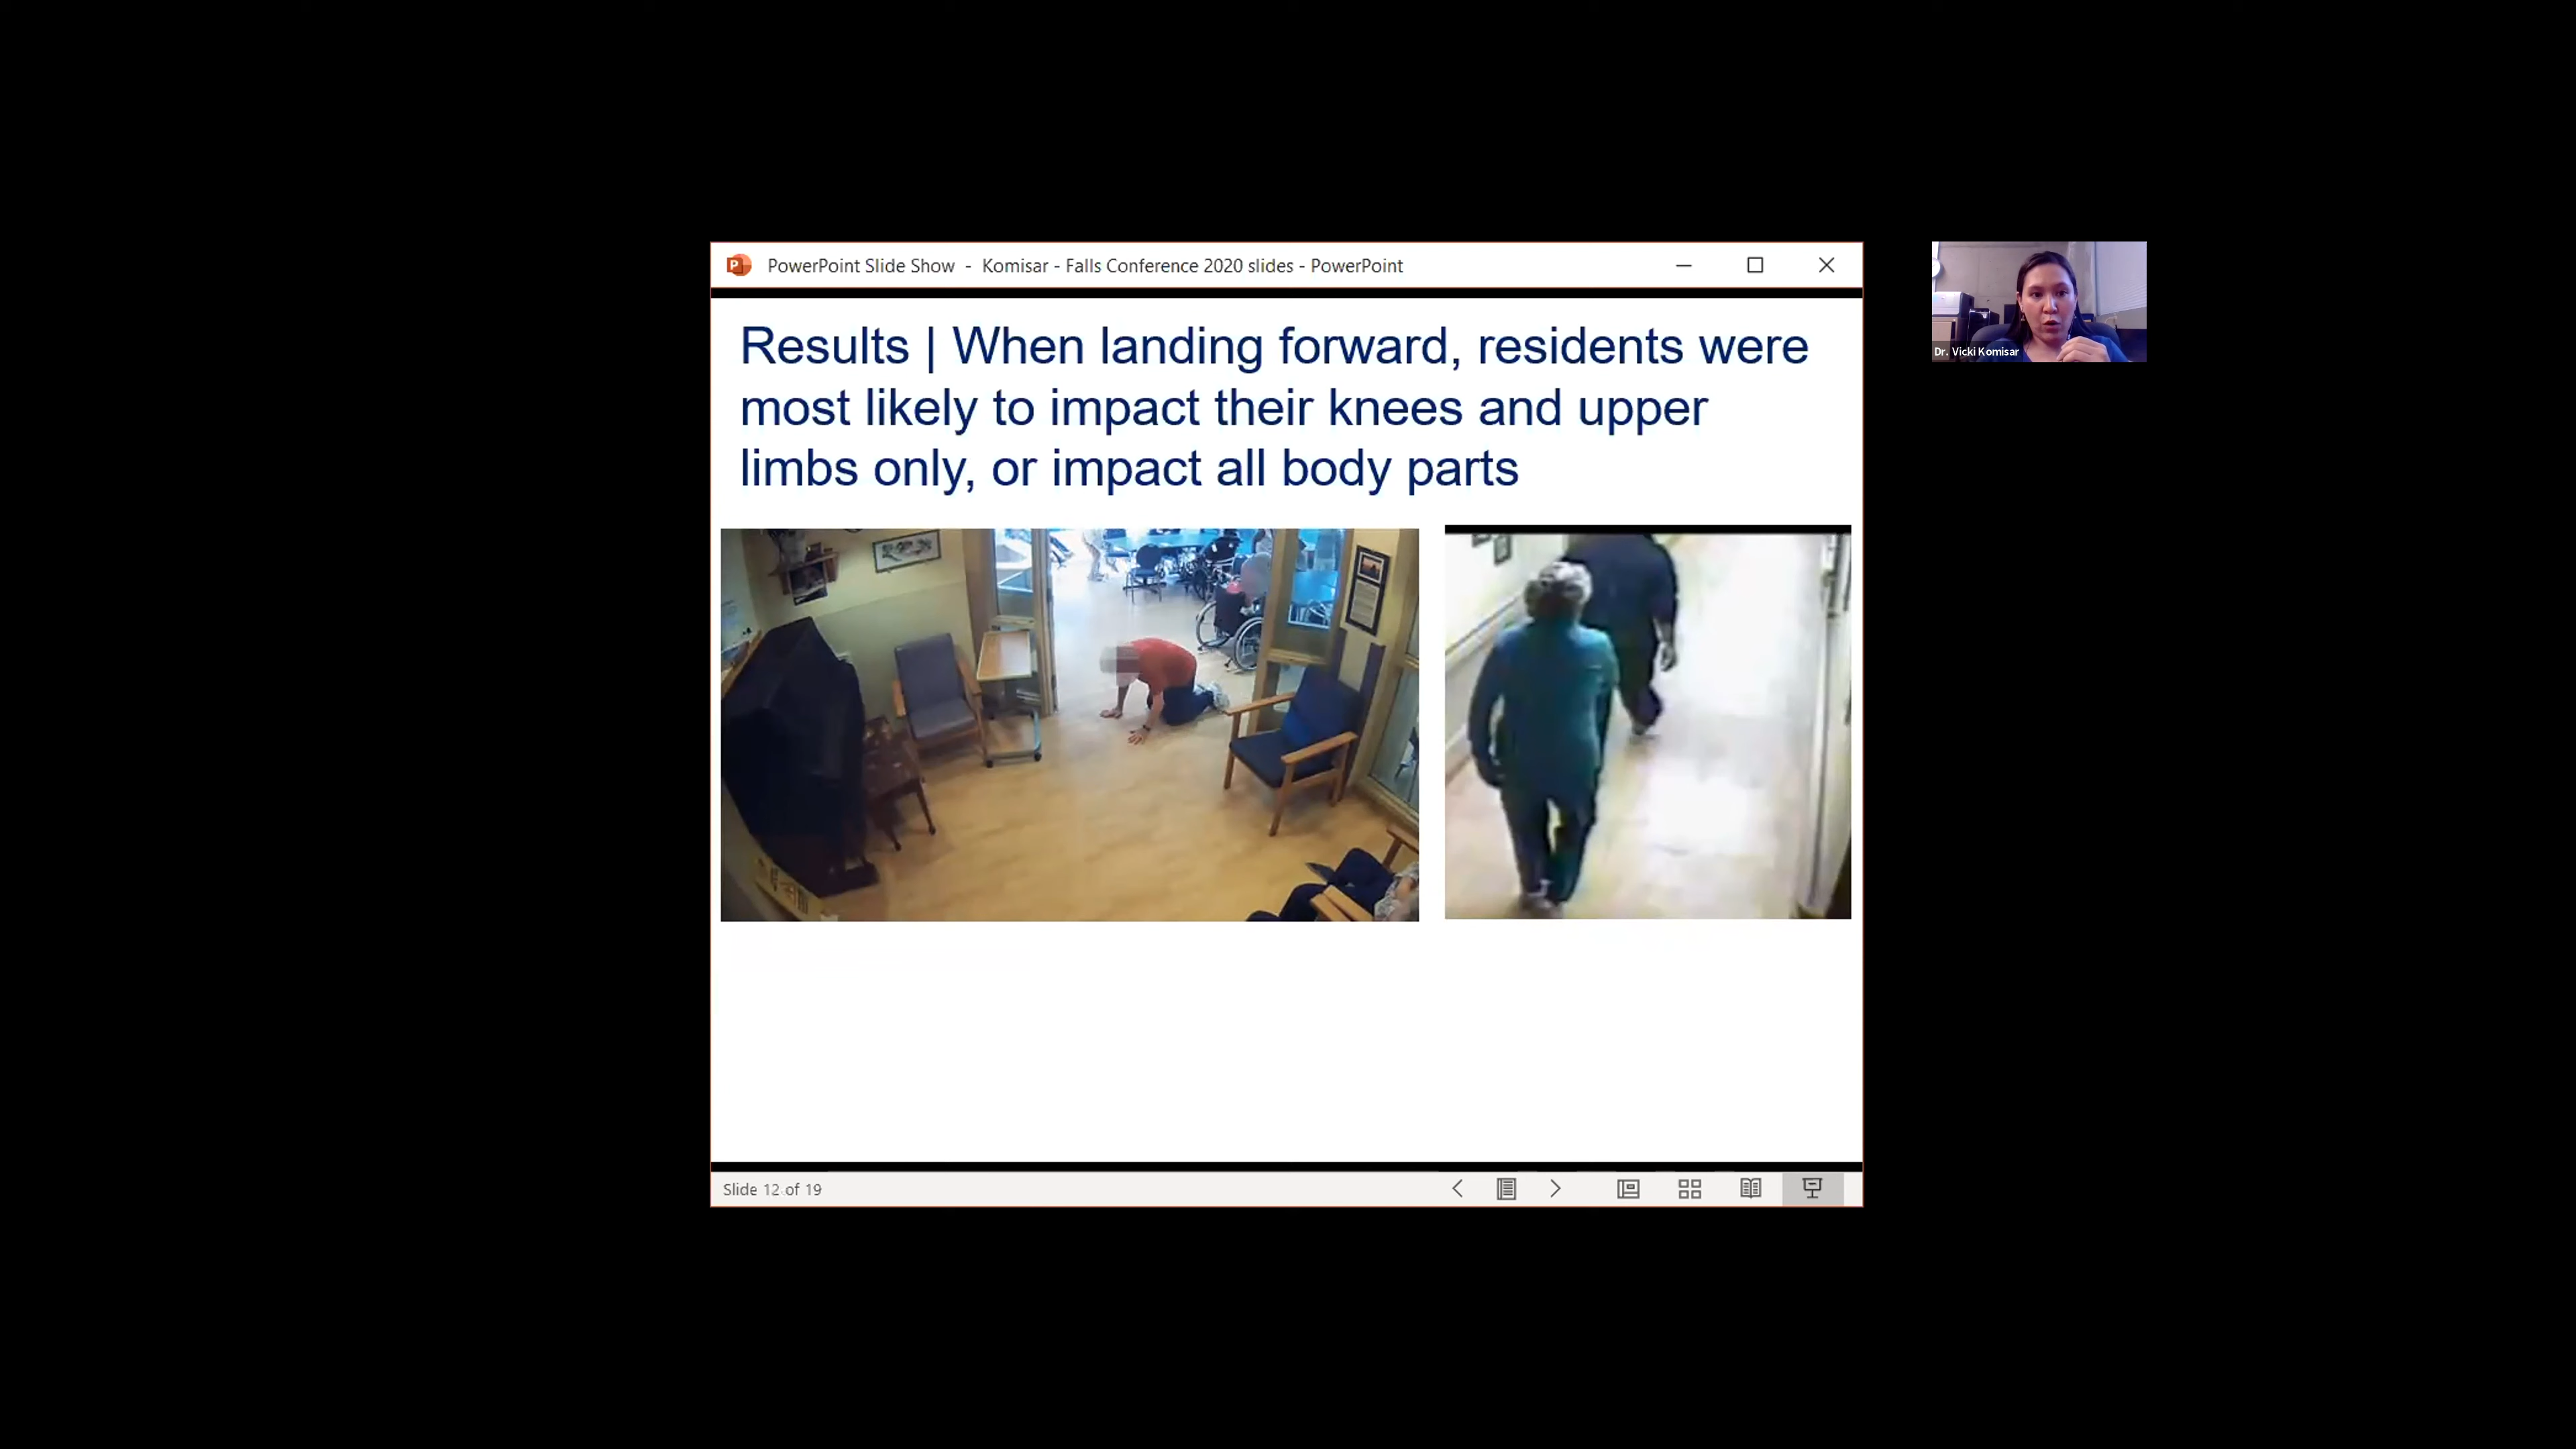 PowerPoint Slide Show - Komisar - Falls Conference 2020 slides - PowerPoint
Results | When landing forward, residents were
most likely to impact their knees and upper
limbs only, or impact all body parts
Slide 12 of 19
Dr. Vicki Komisar